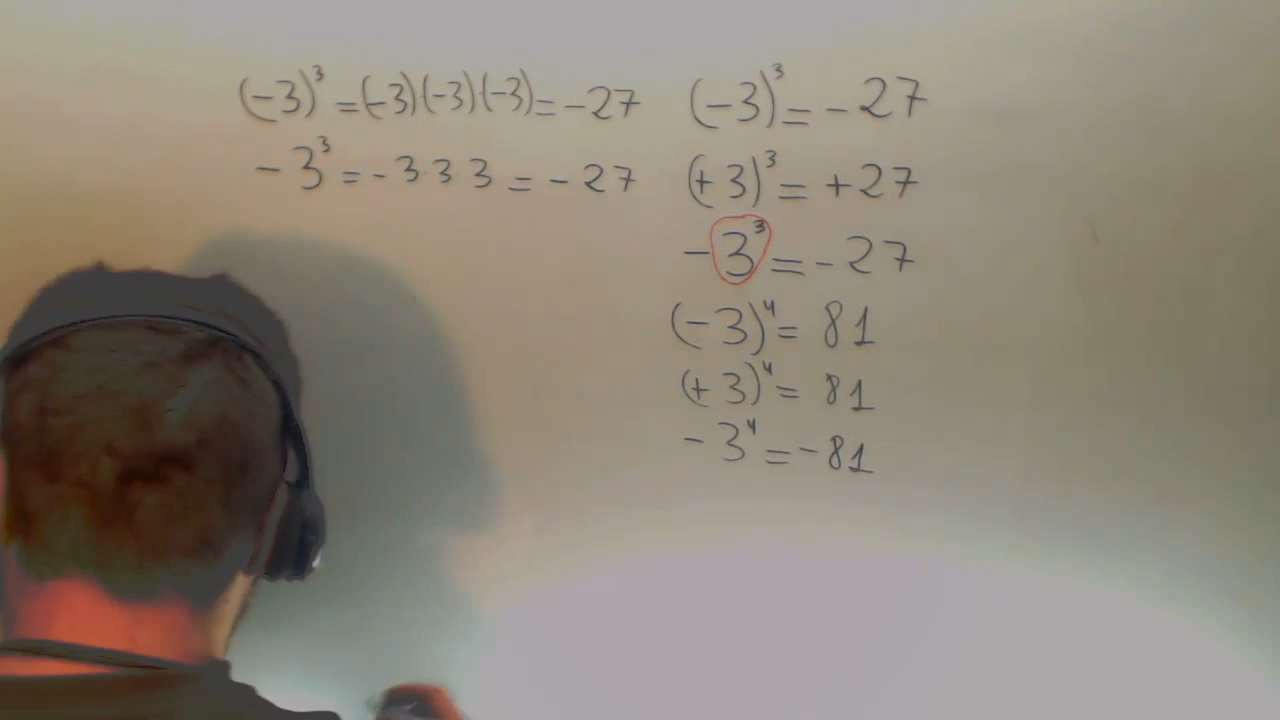 (-3)³ = (-3)(-3)(-3) = -27
-3³ = -3·3·3 = -27
(-3)³ = -27
(+3)³ = +27
-3³ = -27
(-3)⁴ = 81
(+3)⁴ = 81
-3⁴ = -81